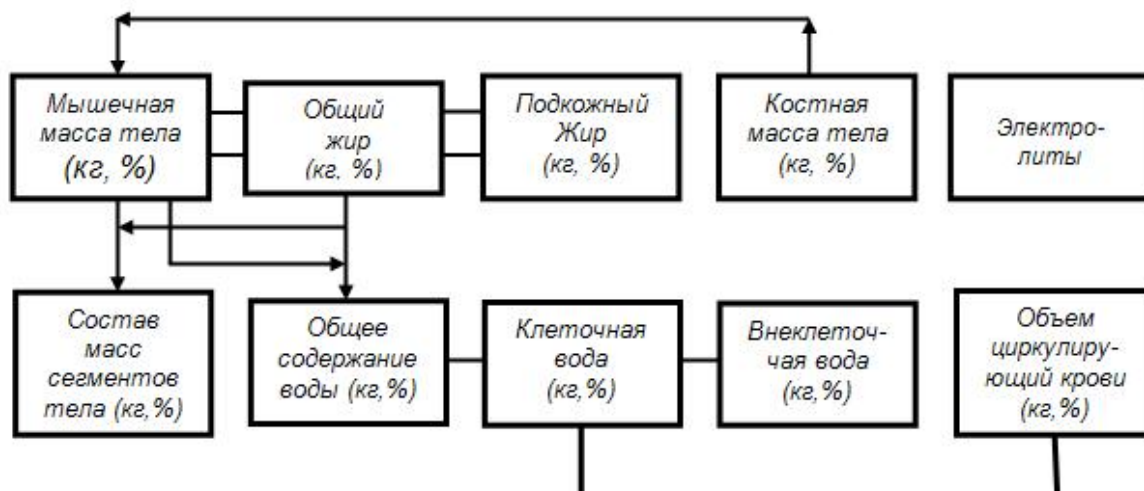 Мышечная
масса тела
(кг, %)
Общий
жир
(кг, %)
Подкожный
Жир
(кг, %)
Костная
масса тела
(кг, %)
Электро-
литы
Состав
масс
сегментов
тела (кг,%)
Общее
содержание
воды (кг,%)
Клеточная
вода
(кг,%)
Внеклеточ-
чая вода
(кг,%)
Объем
циркулиру-
ющий крови
(кг,%)